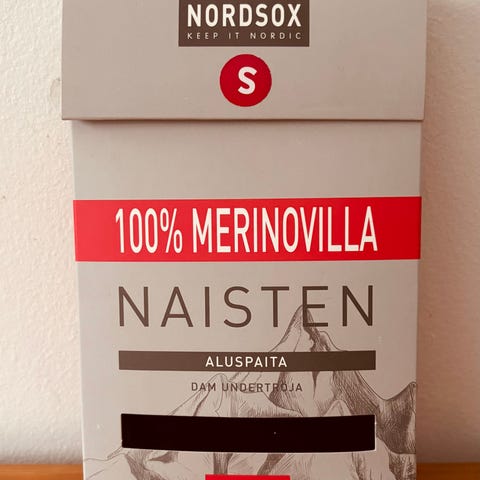 NORDSOX
KEEP IT NORDIC
S
100% MERINOVILLA
NAISTEN
ALUSPAITA
DAM UNDERTRÖJA